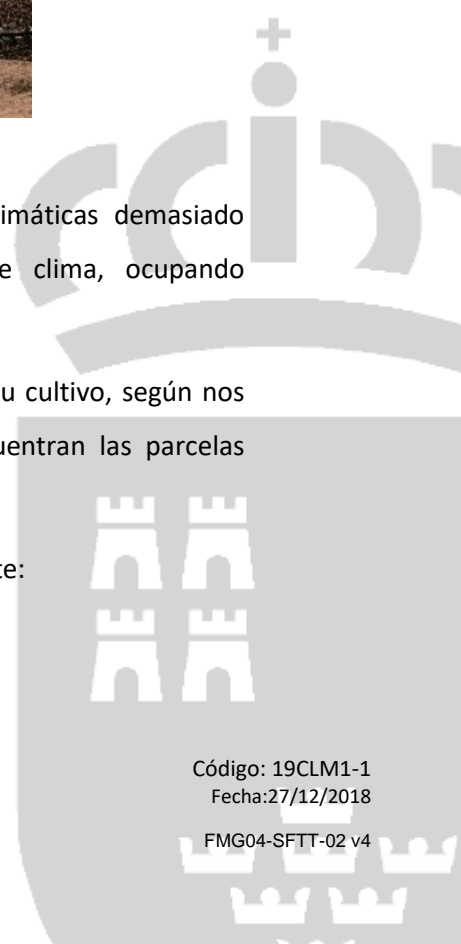 imáticas demasiado
e clima, ocupando
u cultivo, según nos
uentran las parcelas
te:
Código: 19CLM1-1
Fecha:27/12/2018
FMG04-SFTT-02 v4